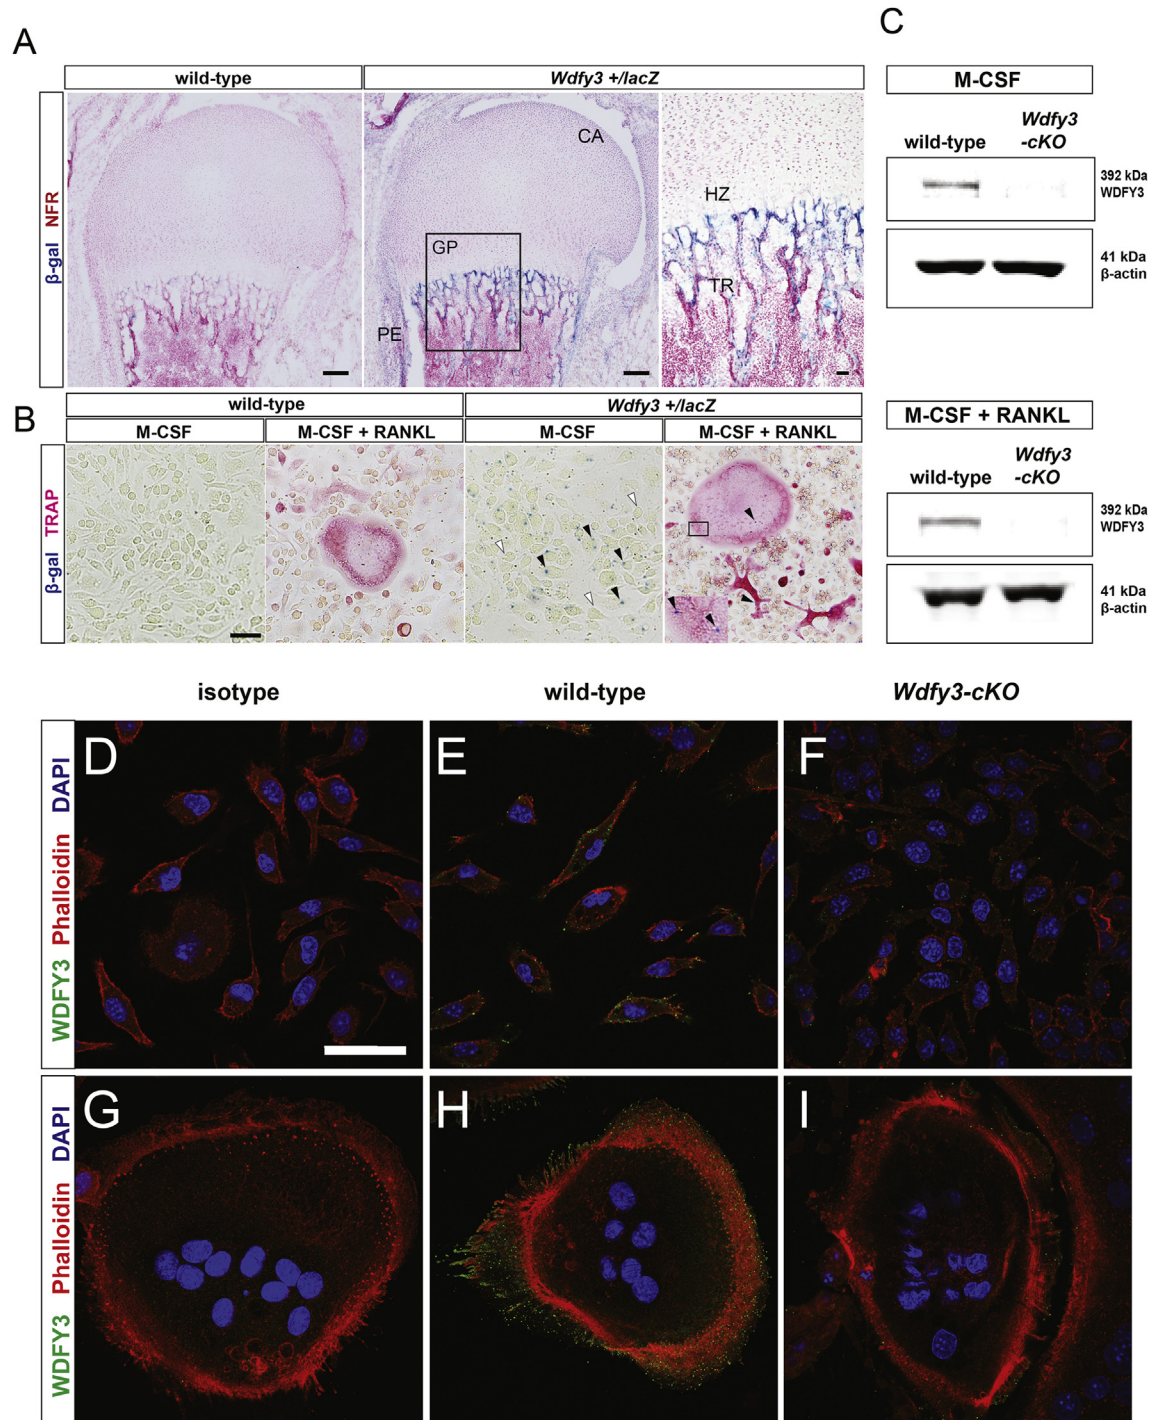 A
wild-type
Wdfy3 +/lacZ
β-gal NFR
CA
GP
PE
HZ
TR
B
wild-type
Wdfy3 +/lacZ
M-CSF
M-CSF + RANKL
M-CSF
M-CSF + RANKL
β-gal TRAP
C
M-CSF
wild-type
Wdfy3
-cKO
392 kDa
WDFY3
41 kDa
β-actin
M-CSF + RANKL
wild-type
Wdfy3
-cKO
392 kDa
WDFY3
41 kDa
β-actin
isotype
wild-type
Wdfy3-cKO
WDFY3 Phalloidin DAPI
D
E
F
WDFY3 Phalloidin DAPI
G
H
I